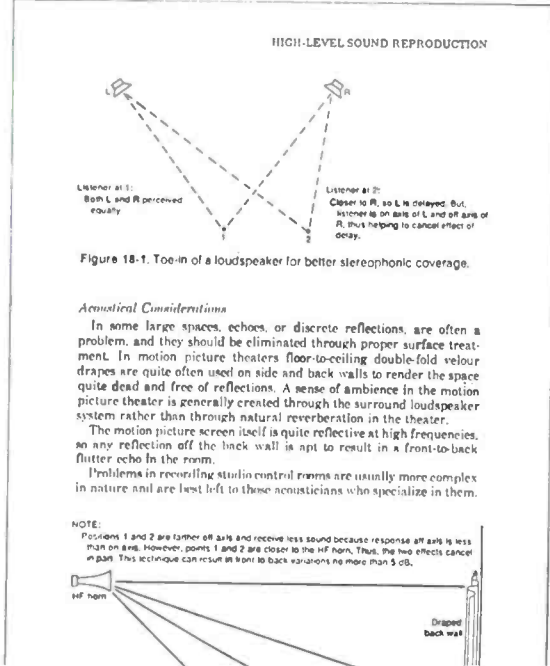 HIGH-LEVEL SOUND REPRODUCTION
L
R
Listener at 1:
Both L and R perceived
equally.
Listener at 2:
Closer to R, so L is delayed. But,
listener is on axis of L and off axis of
R, thus helping to cancel effect of
delay.
1
2
Figure 18-1. Toe-in of a loudspeaker for better stereophonic coverage.
Acoustical Considerations
In some large spaces, echoes, or discrete reflections, are often a
problem, and they should be eliminated through proper surface treat-
ment. In motion picture theaters floor-to-ceiling double-fold velour
drapes are quite often used on side and back walls to render the space
quite dead and free of reflections. A sense of ambience in the motion
picture theater is generally created through the surround loudspeaker
system rather than through natural reverberation in the theater.
The motion picture screen itself is quite reflective at high frequencies,
so any reflection off the back wall is apt to result in a front-to-back
flutter echo in the room.
Problems in recording studio control rooms are usually more complex
in nature and are best left to those acousticians who specialize in them.
NOTE:
Positions 1 and 2 are farther off axis and receive less sound because response off axis is less
than on axis. However, points 1 and 2 are closer to the HF horn. Thus, the two effects cancel
in part. This technique can result in front to back variations no more than 5 dB.
HF horn
Draped
back wall